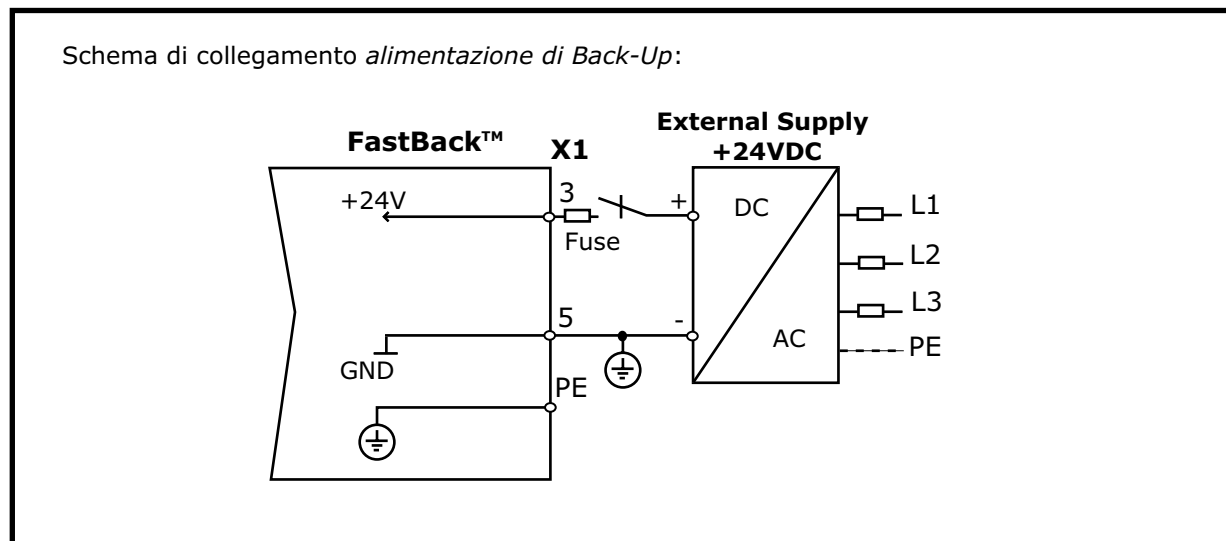 Schema di collegamento alimentazione di Back-Up:
External Supply
+24VDC
FastBack™
X1
+24V
3
Fuse
+
DC
L1
L2
L3
5
-
AC
PE
GND
PE